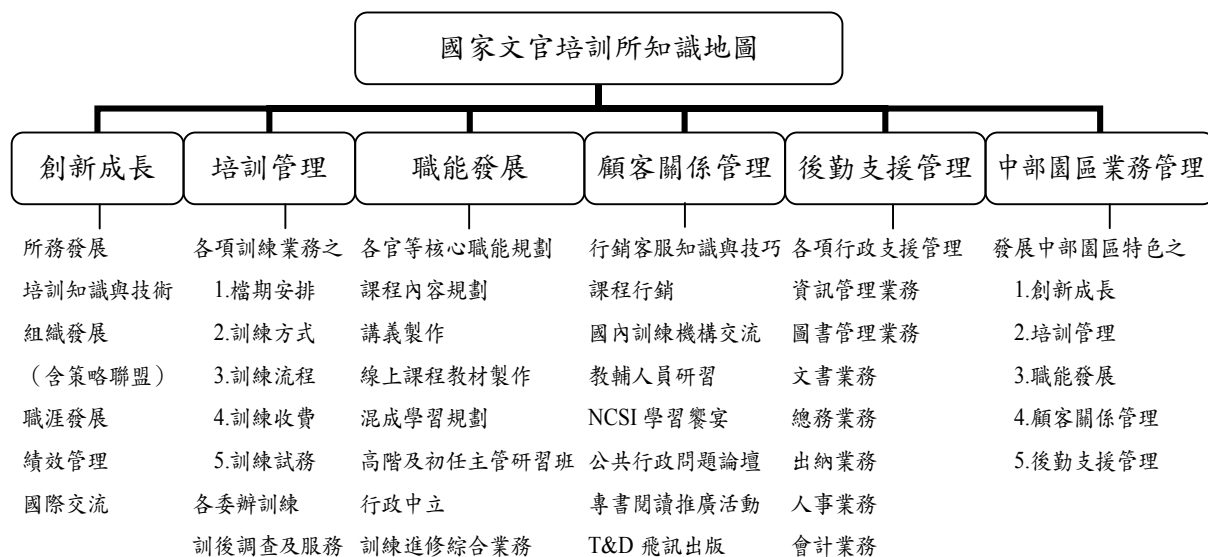 國家文官培訓所知識地圖
創新成長
培訓管理
職能發展
顧客關係管理
後勤支援管理
中部園區業務管理
所務發展
培訓知識與技術
組織發展
（含策略聯盟）
職涯發展
績效管理
國際交流
各項訓練業務之
1.檔期安排
2.訓練方式
3.訓練流程
4.訓練收費
5.訓練試務
各委辦訓練
訓後調查及服務
各官等核心職能規劃
課程內容規劃
講義製作
線上課程教材製作
混成學習規劃
高階及初任主管研習班
行政中立
訓練進修綜合業務
行銷客服知識與技巧
課程行銷
國內訓練機構交流
教輔人員研習
NCSI 學習饗宴
公共行政問題論壇
專書閱讀推廣活動
T&D 飛訊出版
各項行政支援管理
資訊管理業務
圖書管理業務
文書業務
總務業務
出納業務
人事業務
會計業務
發展中部園區特色之
1.創新成長
2.培訓管理
3.職能發展
4.顧客關係管理
5.後勤支援管理